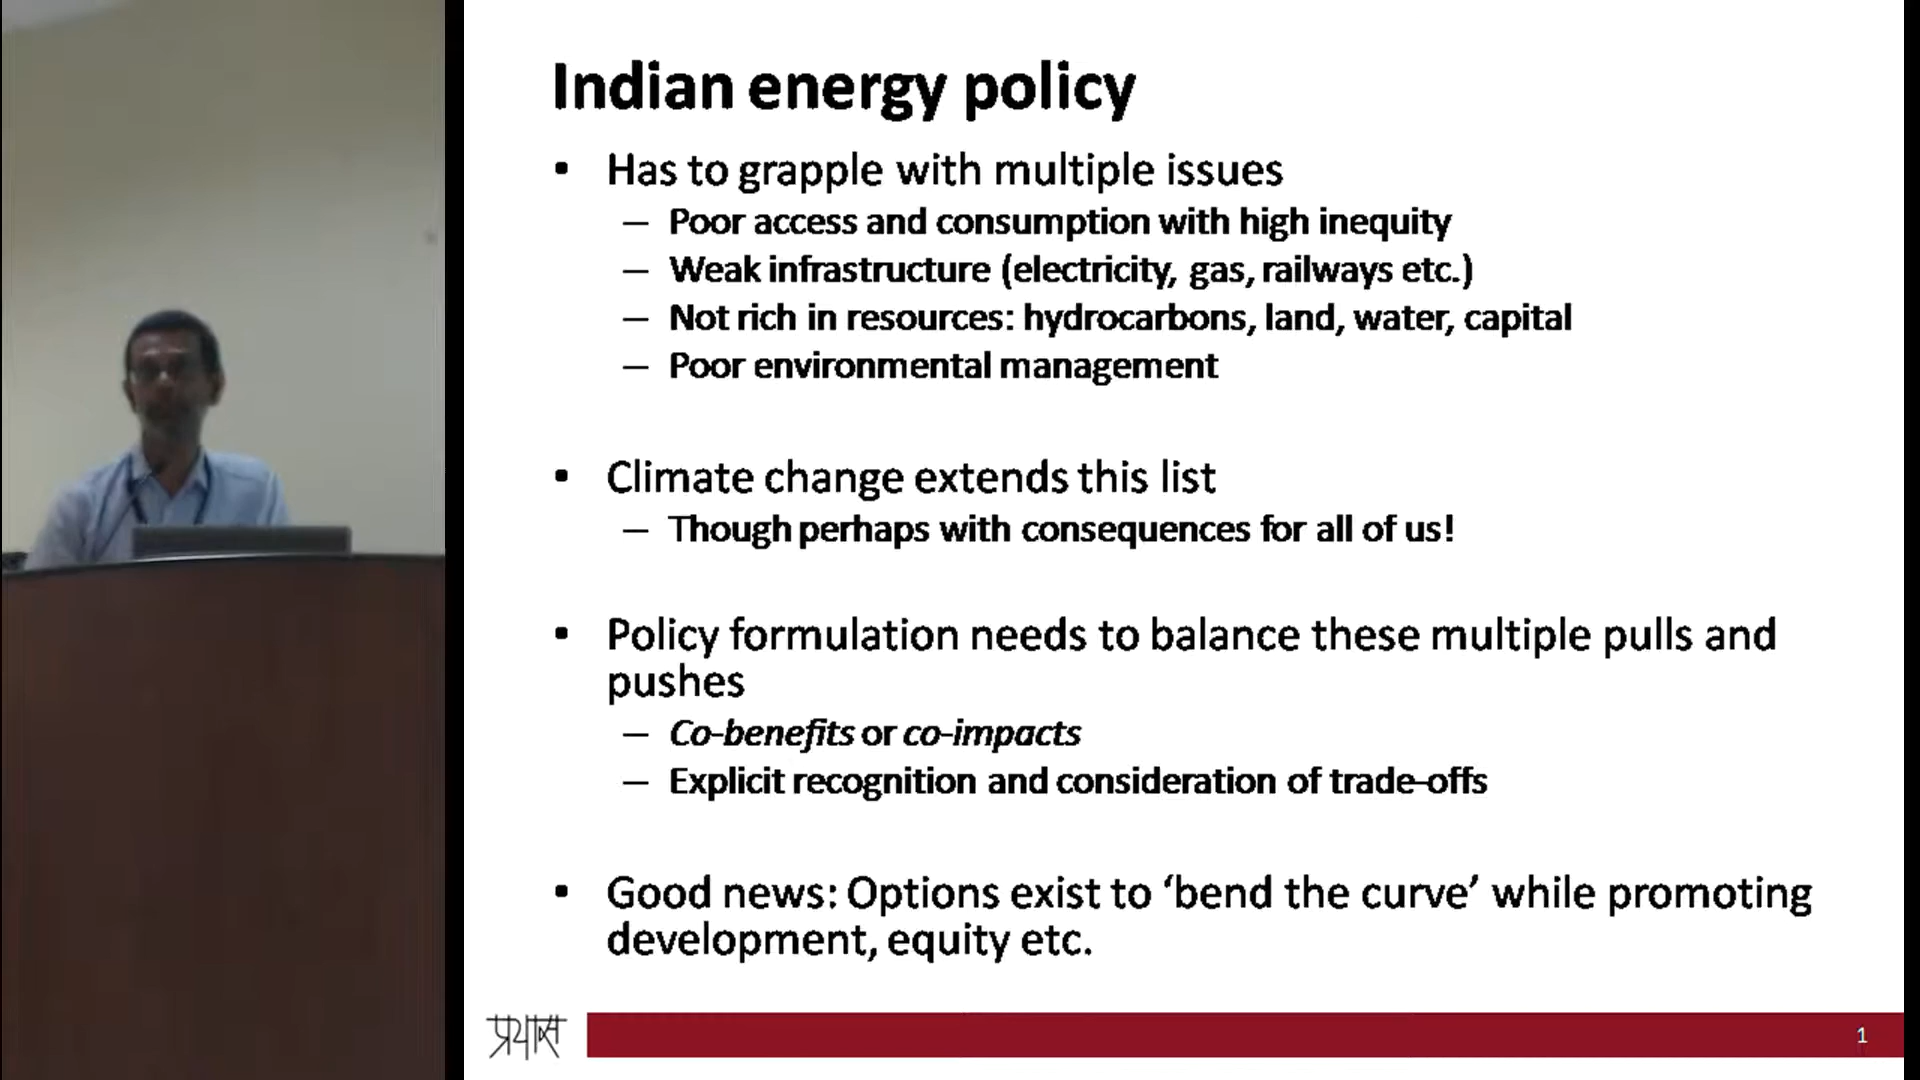 Indian energy policy
• Has to grapple with multiple issues
– Poor access and consumption with high inequity
– Weak infrastructure (electricity, gas, railways etc.)
– Not rich in resources: hydrocarbons, land, water, capital
– Poor environmental management
• Climate change extends this list
– Though perhaps with consequences for all of us!
• Policy formulation needs to balance these multiple pulls and
pushes
– Co-benefits or co-impacts
– Explicit recognition and consideration of trade-offs
• Good news: Options exist to ‘bend the curve’ while promoting
development, equity etc.
प्रयास
1